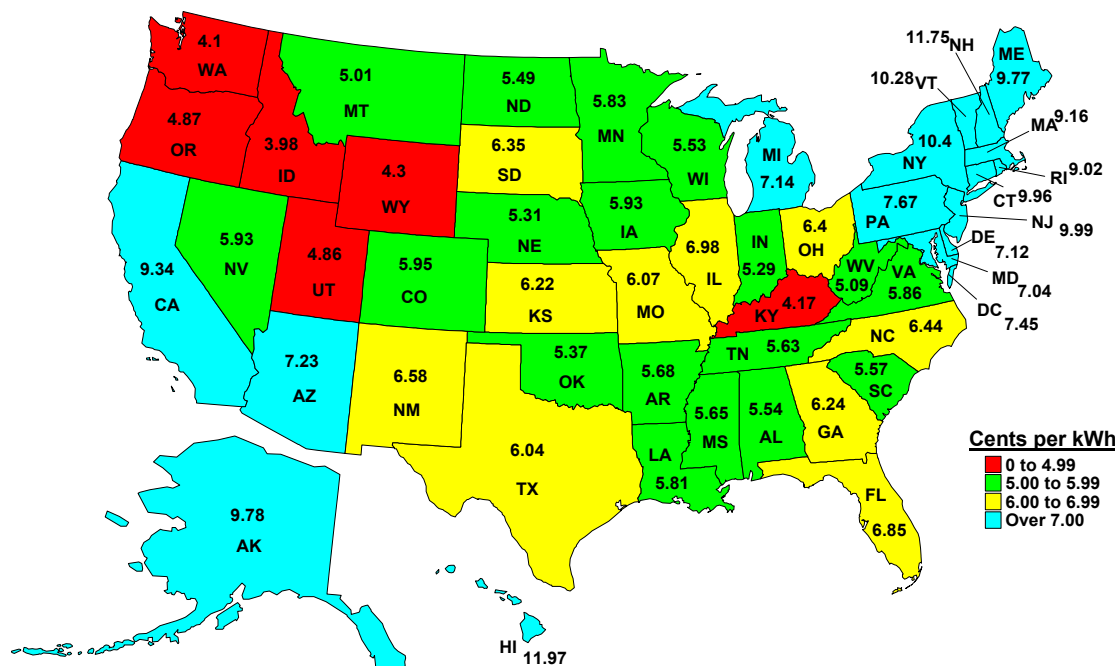 4.1
WA
5.01
MT
5.49
ND
5.83
MN
11.75 NH
ME
9.77
10.28 VT
MA 9.16
4.87
OR
3.98
ID
4.3
WY
6.35
SD
5.53
WI
MI
7.14
10.4
NY
RI 9.02
CT 9.96
NJ 9.99
7.67
PA
5.93
NV
4.86
UT
5.95
CO
5.31
NE
5.93
IA
6.98
IL
IN
5.29
6.4
OH
WV
5.09
VA
5.86
DE
7.12
MD 7.04
DC 7.45
9.34
CA
6.22
KS
6.07
MO
KY 4.17
7.23
AZ
6.58
NM
5.37
OK
5.68
AR
TN 5.63
NC 6.44
5.57
SC
6.04
TX
LA
5.81
5.65
MS
5.54
AL
6.24
GA
FL
6.85
9.78
AK
HI 11.97
Cents per kWh
0 to 4.99
5.00 to 5.99
6.00 to 6.99
Over 7.00